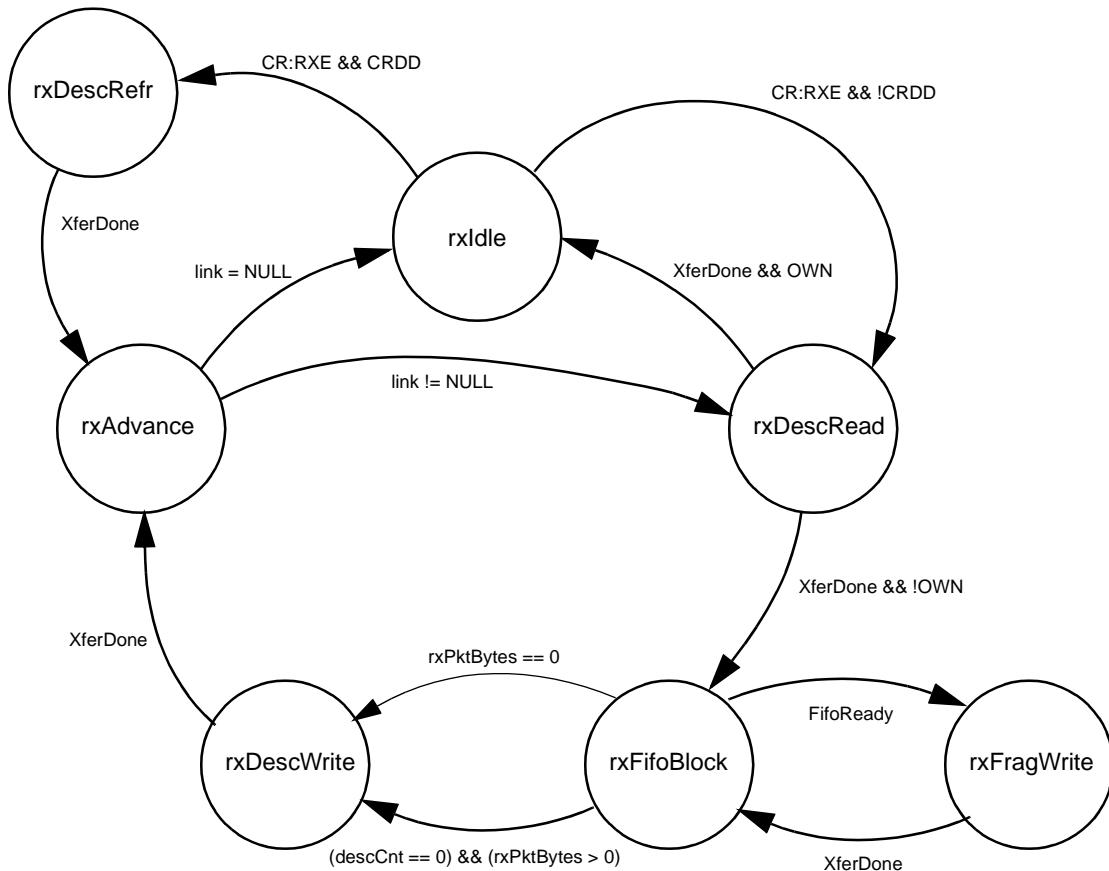 CR:RXE && CRDD
rxDescRefr
CR:RXE && !CRDD
XferDone
rxIdle
link = NULL
XferDone && OWN
link != NULL
rxAdvance
rxDescRead
XferDone && !OWN
XferDone
rxPktBytes == 0
FifoReady
rxDescWrite
rxFifoBlock
rxFragWrite
(descCnt == 0) && (rxPktBytes > 0)
XferDone